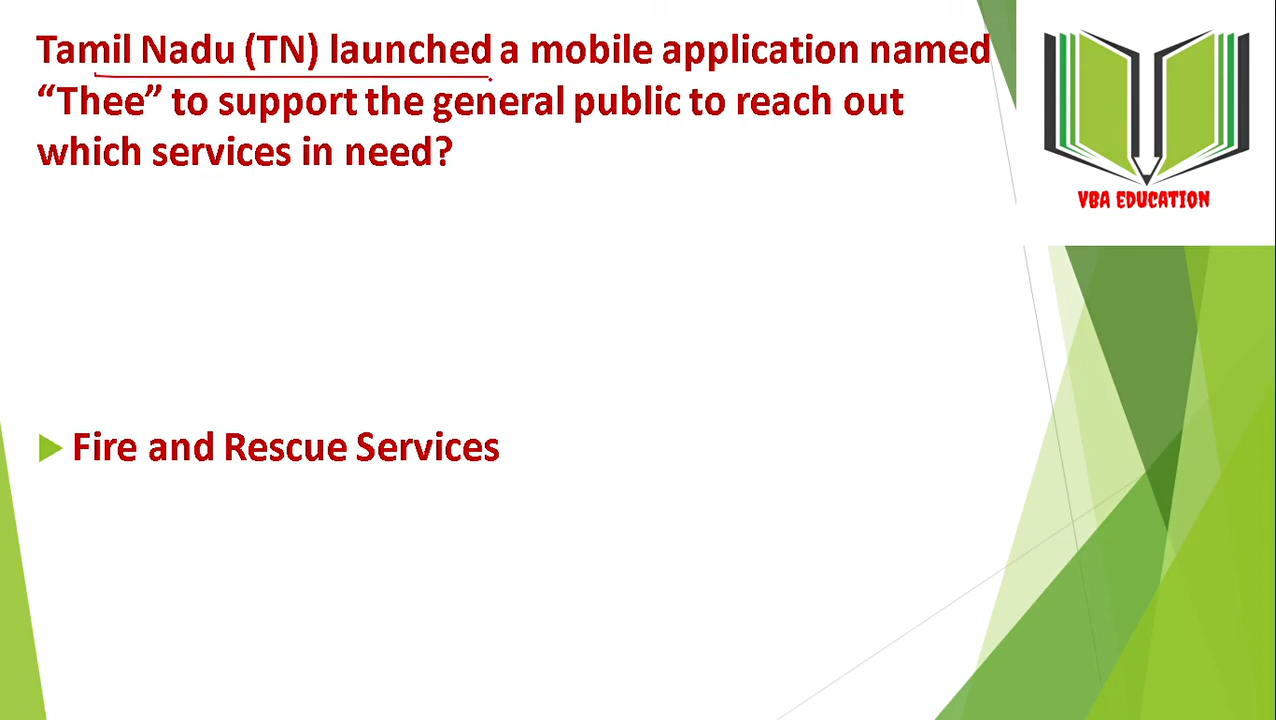 Tamil Nadu (TN) launched a mobile application named
“Thee” to support the general public to reach out
which services in need?
VBA EDUCATION
Fire and Rescue Services